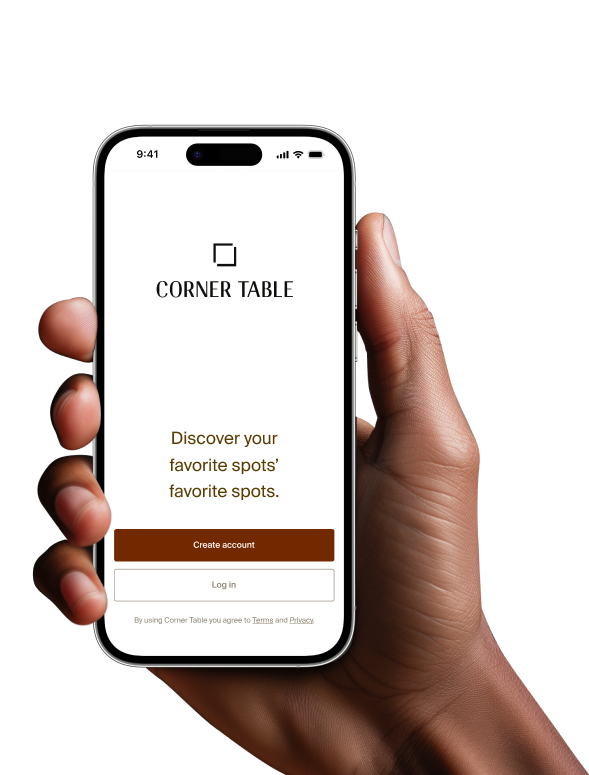 9:41
CORNER TABLE
Discover your
favorite spots’
favorite spots.
Create account
Log in
By using Corner Table you agree to Terms and Privacy.